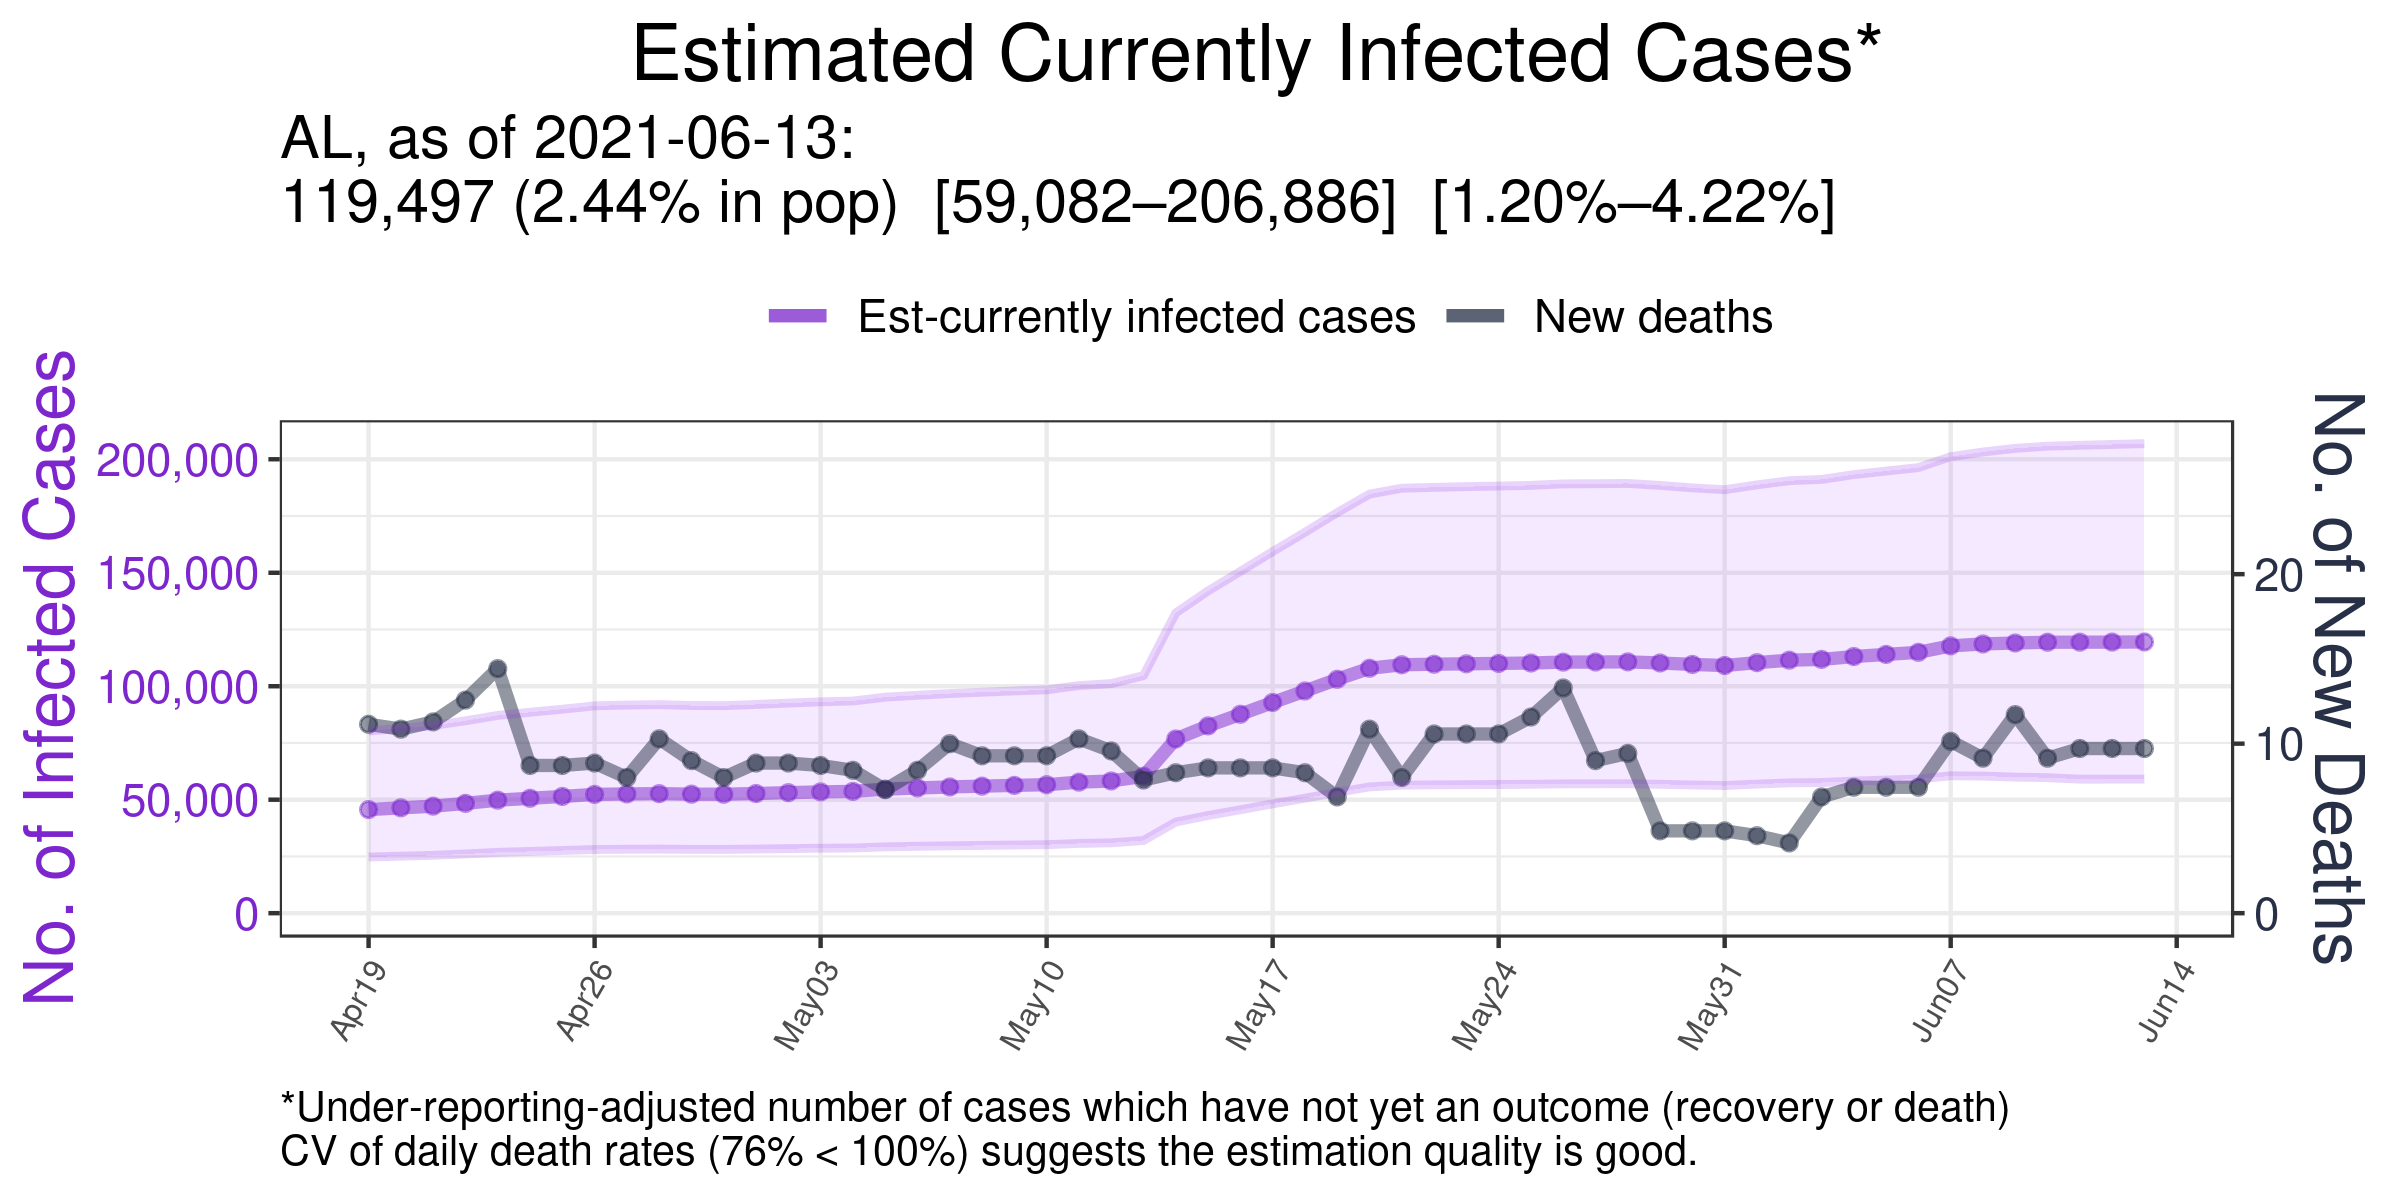 Estimated Currently Infected Cases*
AL, as of 2021-06-13:
119,497 (2.44% in pop)  [59,082–206,886]  [1.20%–4.22%]
Est-currently infected cases
New deaths
No. of Infected Cases
200,000
150,000
100,000
50,000
0
No. of New Deaths
20
10
0
Apr19
Apr26
May03
May10
May17
May24
May31
Jun07
Jun14
*Under-reporting-adjusted number of cases which have not yet an outcome (recovery or death)
CV of daily death rates (76% < 100%) suggests the estimation quality is good.